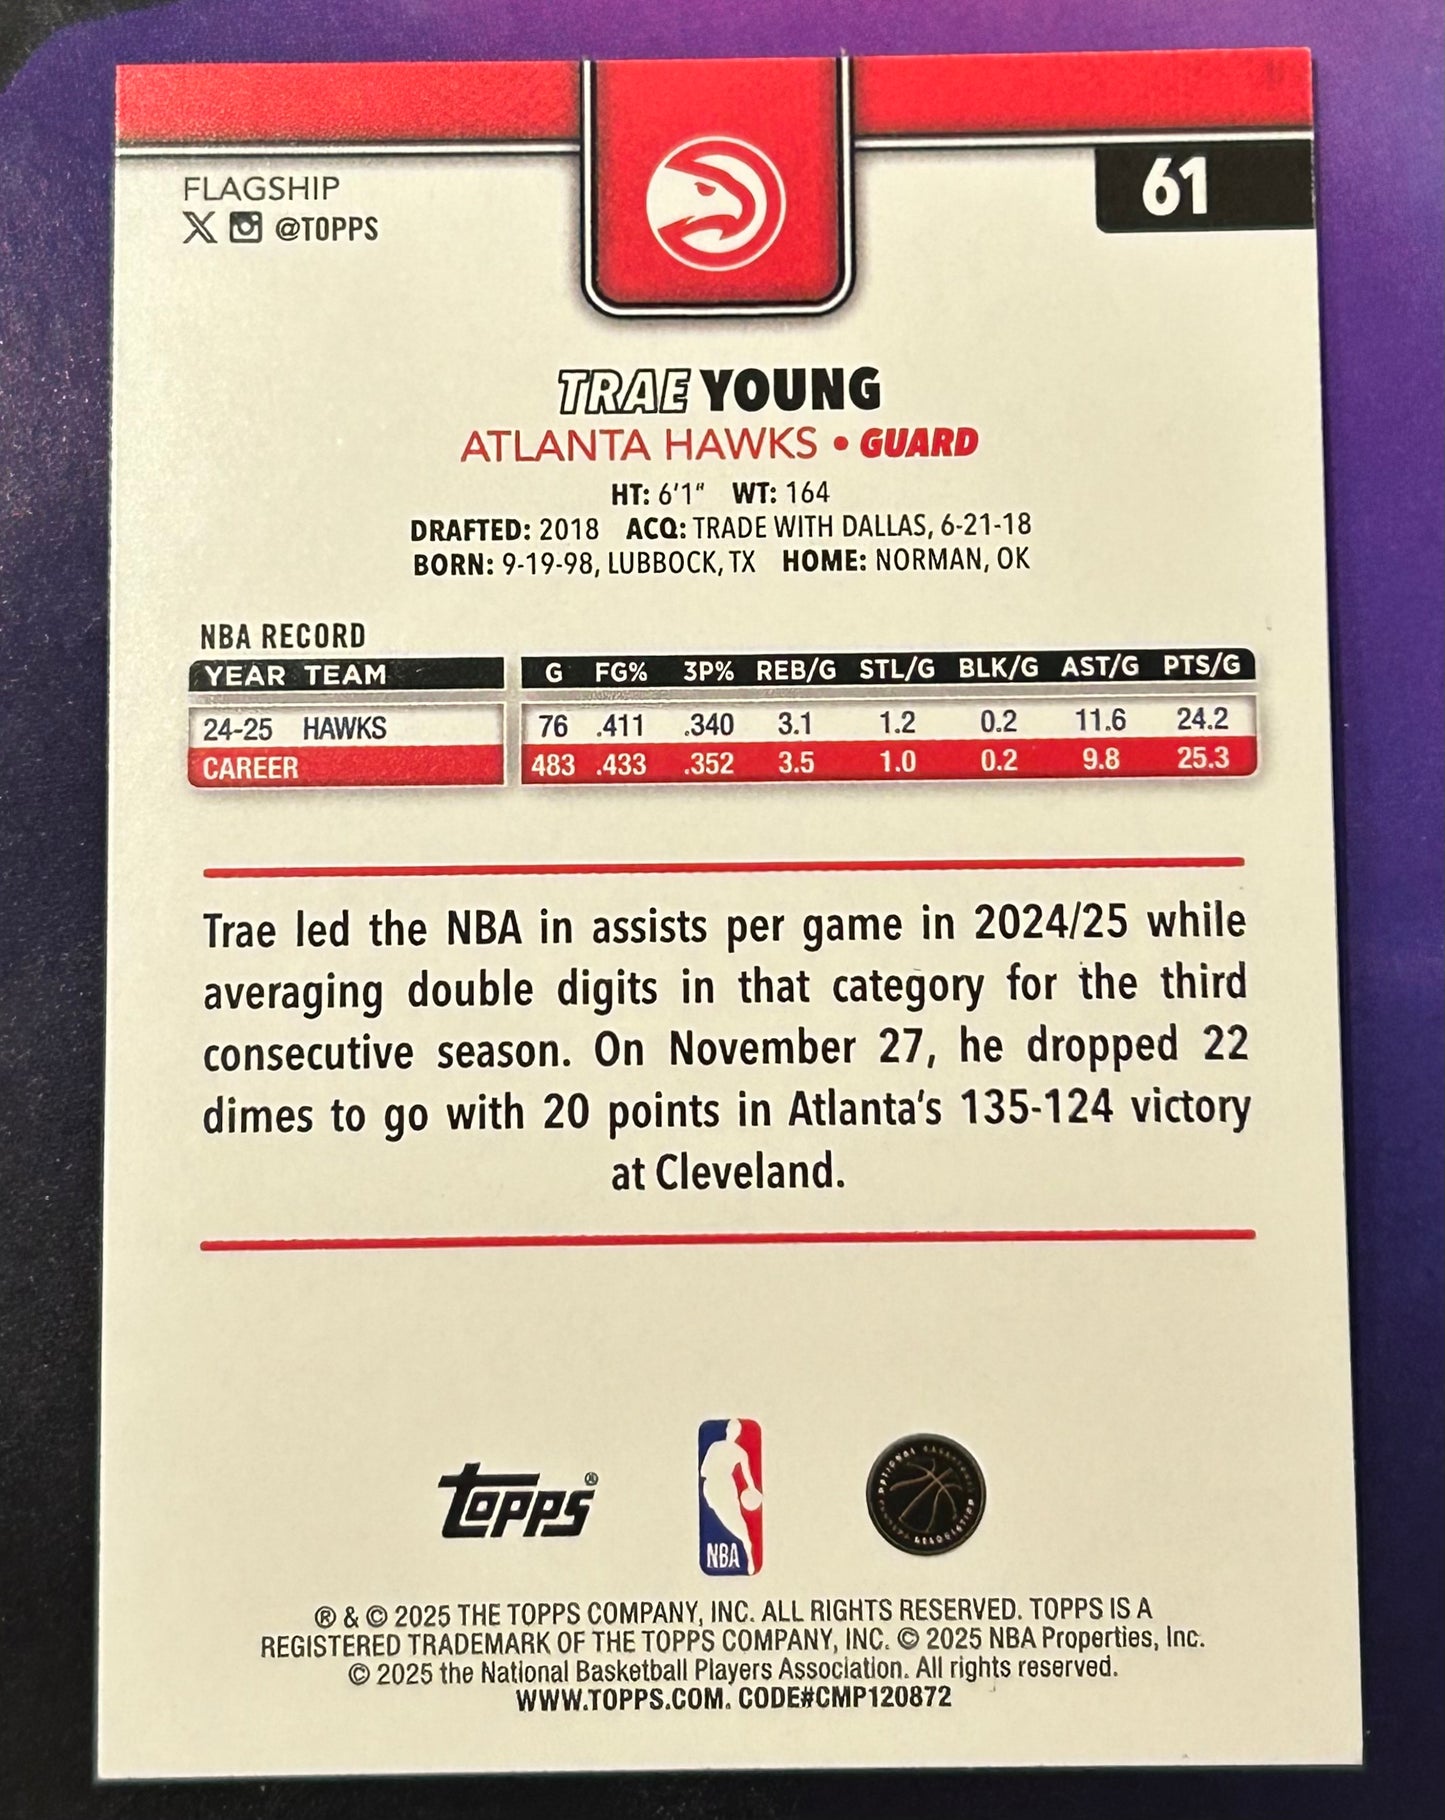 61
FLAGSHIP
@TOPPS
TRAE YOUNG
ATLANTA HAWKS • GUARD
HT: 6'1" WT: 164
DRAFTED: 2018 ACQ: TRADE WITH DALLAS, 6-21-18
BORN: 9-19-98, LUBBOCK, TX HOME: NORMAN, OK
NBA RECORD
YEAR TEAM G FG% 3P% REB/G STL/G BLK/G AST/G PTS/G
24-25 HAWKS 76 .411 .340 3.1 1.2 0.2 11.6 24.2
CAREER 483 .433 .352 3.5 1.0 0.2 9.8 25.3
Trae led the NBA in assists per game in 2024/25 while
averaging double digits in that category for the third
consecutive season. On November 27, he dropped 22
dimes to go with 20 points in Atlanta's 135-124 victory
at Cleveland.
Topps®
NBA
NATIONAL BASKETBALL PLAYERS ASSOCIATION
® & © 2025 THE TOPPS COMPANY, INC. ALL RIGHTS RESERVED. TOPPS IS A
REGISTERED TRADEMARK OF THE TOPPS COMPANY, INC. © 2025 NBA Properties, Inc.
© 2025 the National Basketball Players Association. All rights reserved.
WWW.TOPPS.COM. CODE#CMP120872